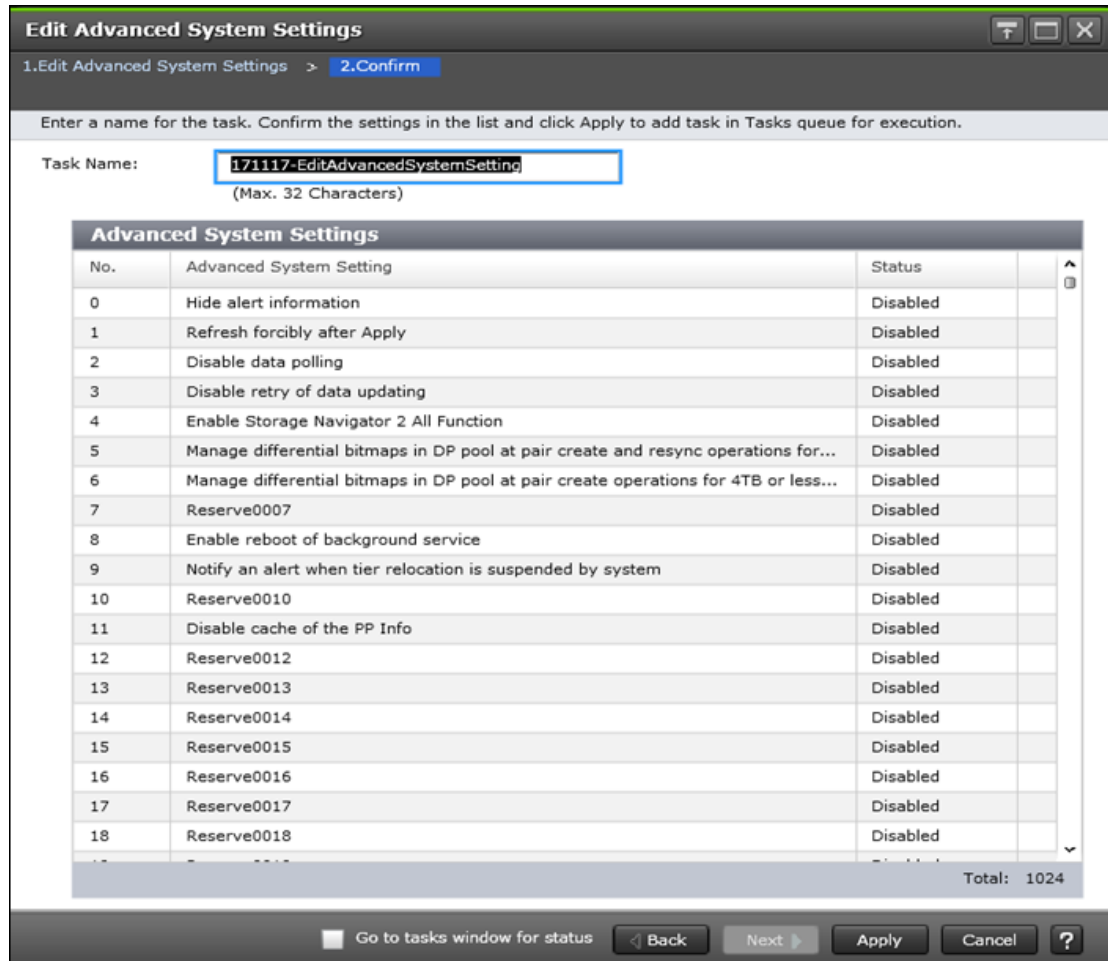 Edit Advanced System Settings
1.Edit Advanced System Settings > 2.Confirm
Enter a name for the task. Confirm the settings in the list and click Apply to add task in Tasks queue for execution.
Task Name: 171117-EditAdvancedSystemSetting
(Max. 32 Characters)
Advanced System Settings
No. Advanced System Setting Status
0 Hide alert information Disabled
1 Refresh forcibly after Apply Disabled
2 Disable data polling Disabled
3 Disable retry of data updating Disabled
4 Enable Storage Navigator 2 All Function Disabled
5 Manage differential bitmaps in DP pool at pair create and resync operations for... Disabled
6 Manage differential bitmaps in DP pool at pair create operations for 4TB or less... Disabled
7 Reserve0007 Disabled
8 Enable reboot of background service Disabled
9 Notify an alert when tier relocation is suspended by system Disabled
10 Reserve0010 Disabled
11 Disable cache of the PP Info Disabled
12 Reserve0012 Disabled
13 Reserve0013 Disabled
14 Reserve0014 Disabled
15 Reserve0015 Disabled
16 Reserve0016 Disabled
17 Reserve0017 Disabled
18 Reserve0018 Disabled
Total: 1024
Go to tasks window for status Back Next Apply Cancel ?